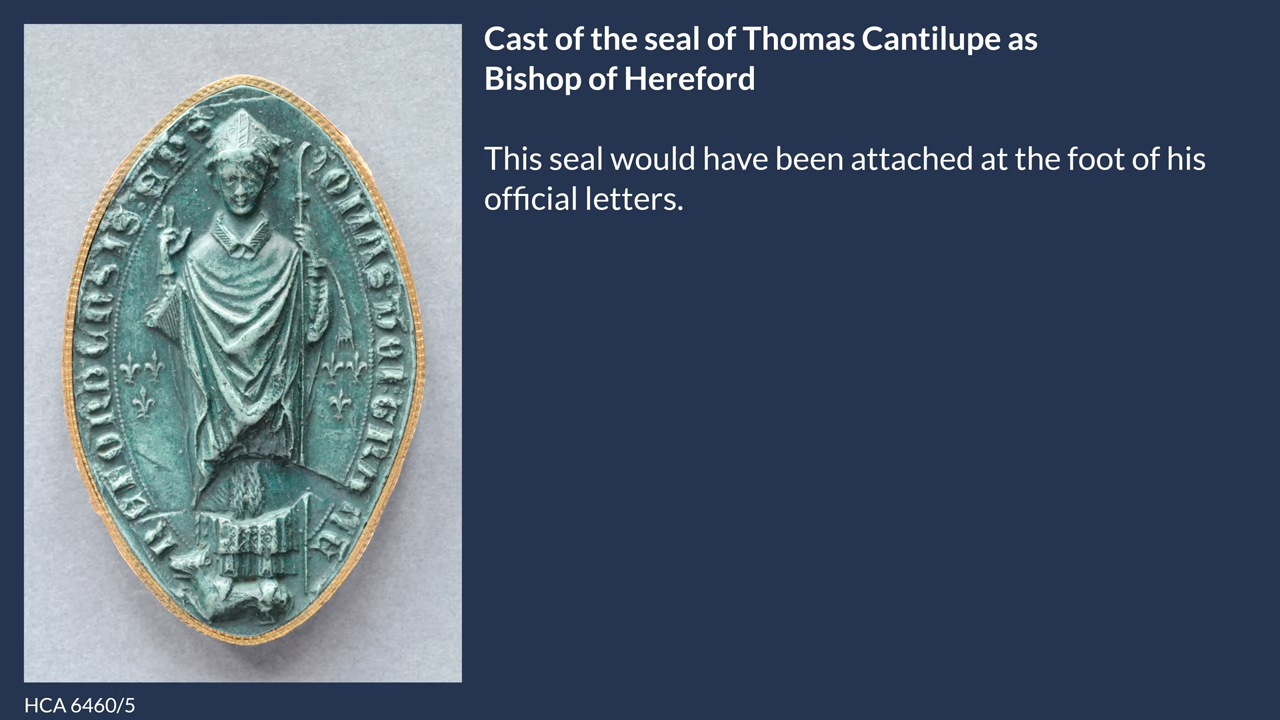 Cast of the seal of Thomas Cantilupe as
Bishop of Hereford
This seal would have been attached at the foot of his
official letters.
HCA 6460/5